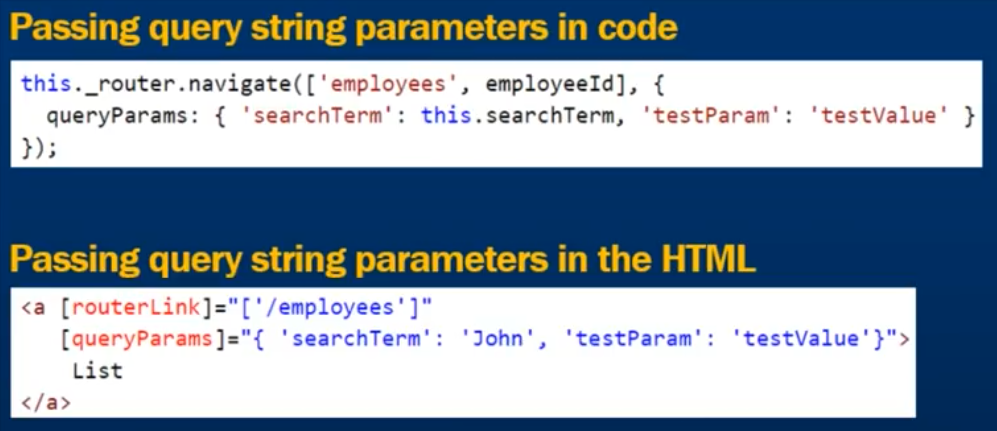 Passing query string parameters in code
this._router.navigate(['employees', employeeId], {
  queryParams: { 'searchTerm': this.searchTerm, 'testParam': 'testValue' }
});
Passing query string parameters in the HTML
<a [routerLink]="['/employees']"
   [queryParams]="{ 'searchTerm': 'John', 'testParam': 'testValue'}">
    List
</a>